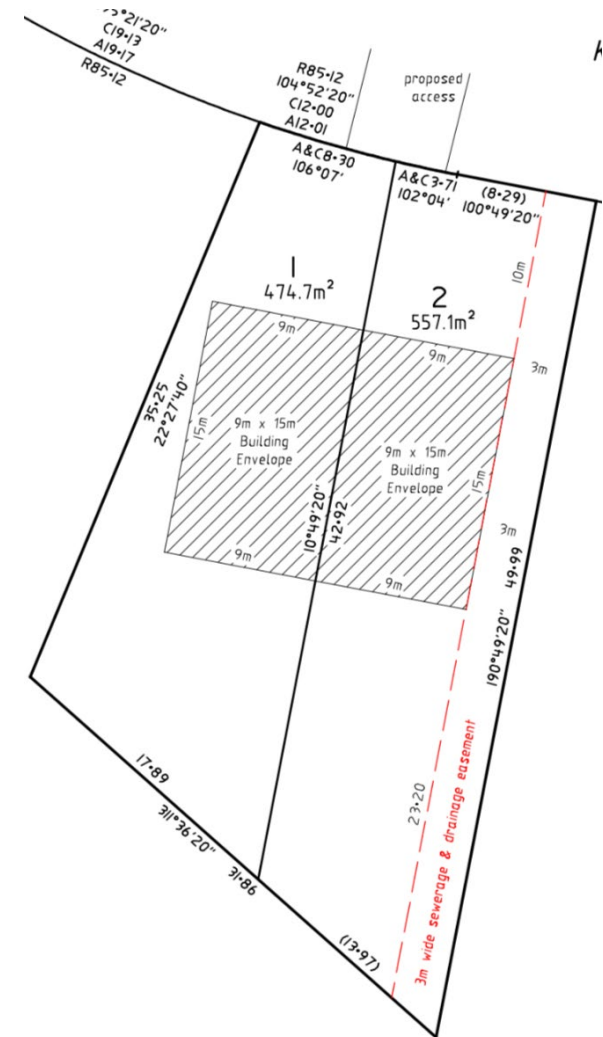 5°21'20"
C19·13
A19·17
R85·12
R85·12
104°52'20"
C12·00
A12·01
proposed
access
K
A&C8·30
106°07'
A&C3·71
102°04'
(8·29)
100°49'20"
10m
1
474.7m²
2
557.1m²
9m
9m
3m
35·25
22°27'40"
15m
9m x 15m
Building
Envelope
9m x 15m
Building
Envelope
15m
10°49'20"
42·92
3m
9m
9m
49·99
190°49'20"
17·89
311°36'20"
31·86
(13·97)
23·20
3m wide sewerage & drainage easement